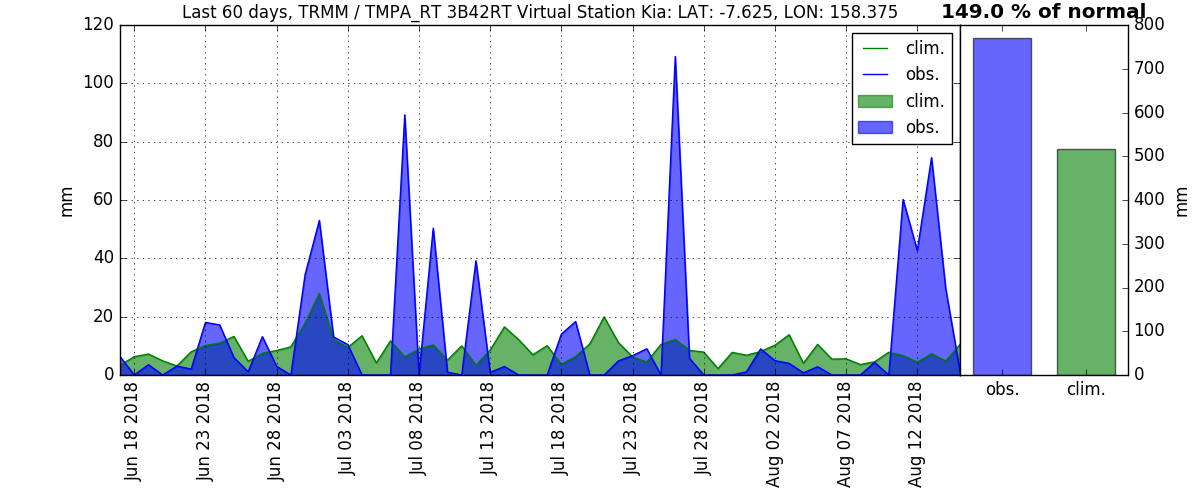 Last 60 days, TRMM / TMPA_RT 3B42RT Virtual Station Kia: LAT: -7.625, LON: 158.375
149.0 % of normal
120
100
80
60
40
20
0
mm
clim.
obs.
clim.
obs.
800
700
600
500
400
300
200
100
0
mm
obs.
clim.
Jun 18 2018
Jun 23 2018
Jun 28 2018
Jul 03 2018
Jul 08 2018
Jul 13 2018
Jul 18 2018
Jul 23 2018
Jul 28 2018
Aug 02 2018
Aug 07 2018
Aug 12 2018